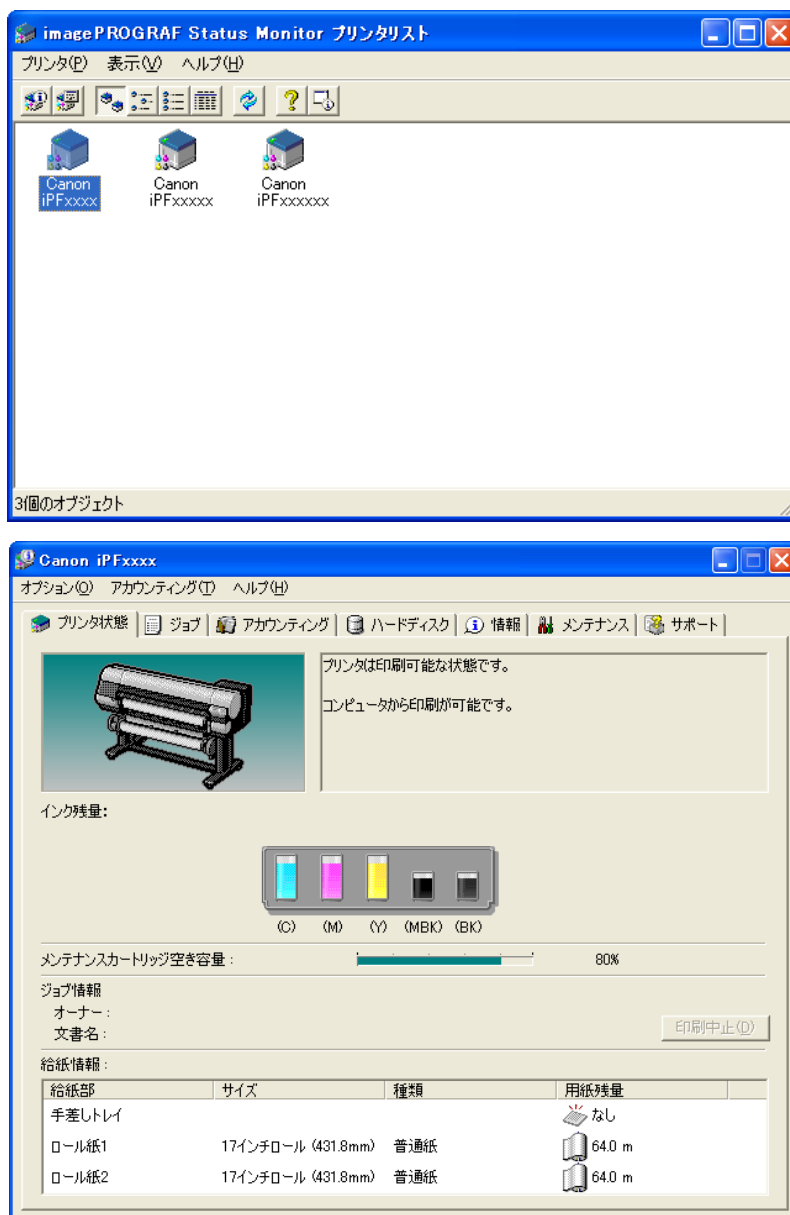 imagePROGRAF Status Monitor プリンタリスト
プリンタ(P) 表示(V) ヘルプ(H)
Canon iPFxxxx
Canon iPFxxxxx
Canon iPFxxxxxx
3個のオブジェクト
Canon iPFxxxx
オプション(O) アカウンティング(T) ヘルプ(H)
プリンタ状態 ジョブ アカウンティング ハードディスク 情報 メンテナンス サポート
プリンタは印刷可能な状態です。
コンピュータから印刷が可能です。
インク残量:
(C) (M) (Y) (MBK) (BK)
メンテナンスカートリッジ空き容量 : 80%
ジョブ情報
オーナー :
文書名 :
印刷中止(D)
給紙情報 :
給紙部 サイズ 種類 用紙残量
手差しトレイ なし
ロール紙1 17インチロール (431.8mm) 普通紙 64.0 m
ロール紙2 17インチロール (431.8mm) 普通紙 64.0 m